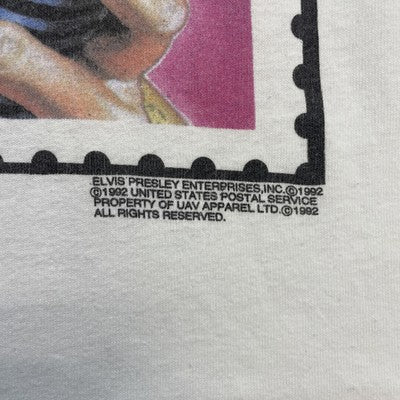 ELVIS PRESLEY ENTERPRISES,INC.©1992
©1992 UNITED STATES POSTAL SERVICE
PROPERTY OF UAV APPAREL LTD.©1992
ALL RIGHTS RESERVED.